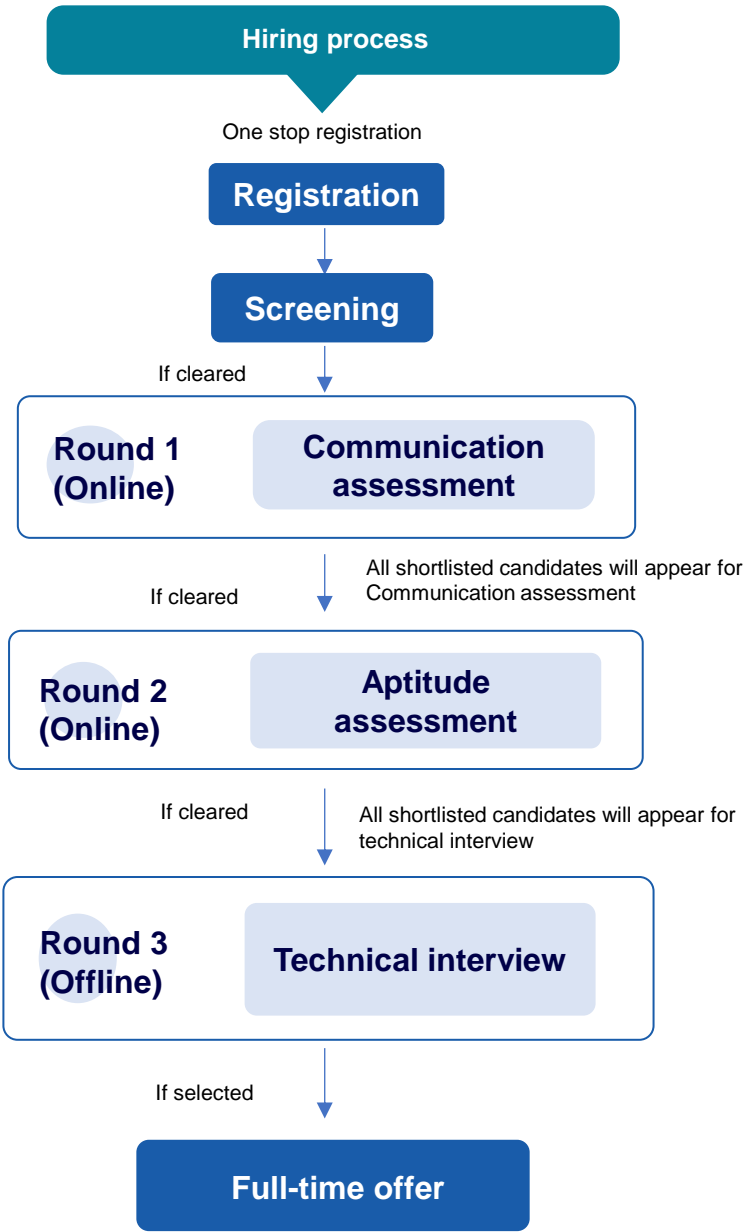 Hiring process
One stop registration
Registration
Screening
If cleared
Round 1
(Online)
Communication
assessment
If cleared
All shortlisted candidates will appear for
Communication assessment
Round 2
(Online)
Aptitude
assessment
If cleared
All shortlisted candidates will appear for
technical interview
Round 3
(Offline)
Technical interview
If selected
Full-time offer